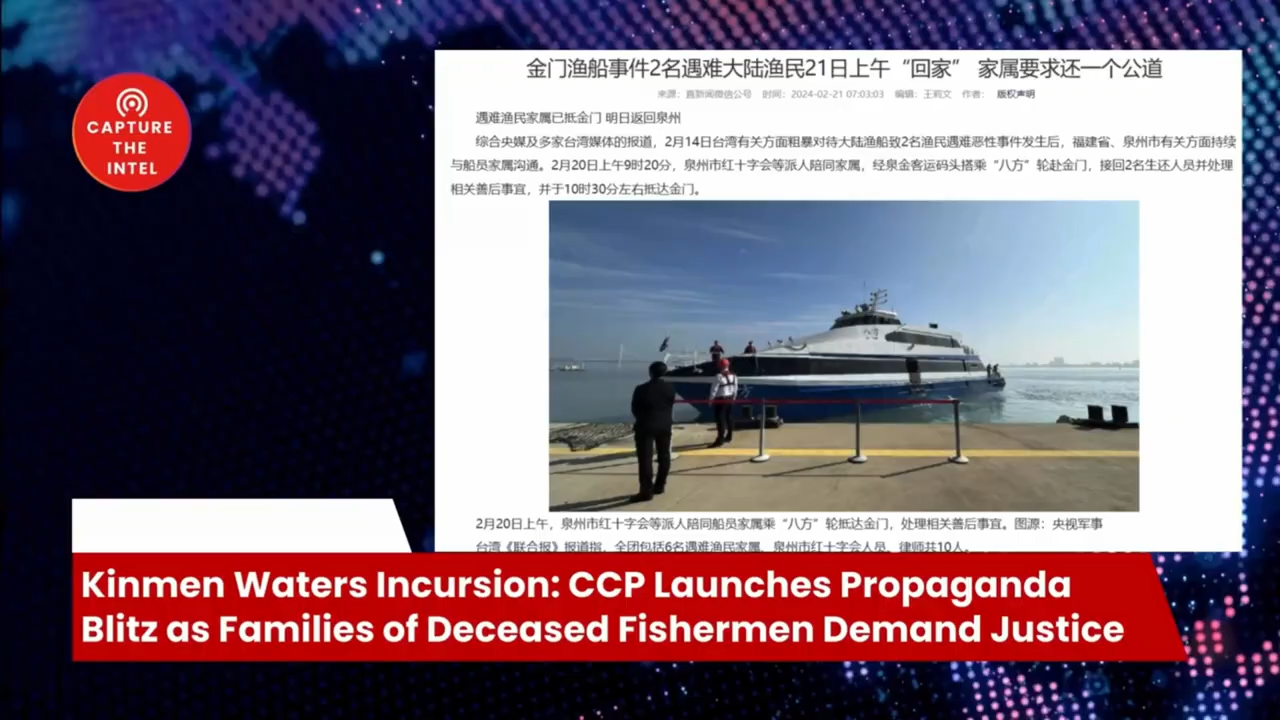 CAPTURE
THE
INTEL
金门渔船事件2名遇难大陆渔民21日上午“回家” 家属要求还一个公道
来源：直新闻微信公号 时间：2024-02-21 07:03:03 编辑：王莉文 作者： 版权声明
遇难渔民家属已抵金门 明日返回泉州
综合央媒及多家台湾媒体的报道，2月14日台湾有关方面粗暴对待大陆渔船致2名渔民遇难恶性事件发生后，福建省、泉州市有关方面持续
与船员家属沟通。2月20日上午9时20分，泉州市红十字会等派人陪同家属，经泉金客运码头搭乘“八方”轮赴金门，接回2名生还人员并处理
相关善后事宜，并于10时30分左右抵达金门。
2月20日上午，泉州市红十字会等派人陪同船员家属乘“八方”轮抵达金门，处理相关善后事宜。图源：央视军事
台湾《联合报》报道指，全团包括6名遇难渔民家属、泉州市红十字会人员、律师共10人。
Kinmen Waters Incursion: CCP Launches Propaganda
Blitz as Families of Deceased Fishermen Demand Justice